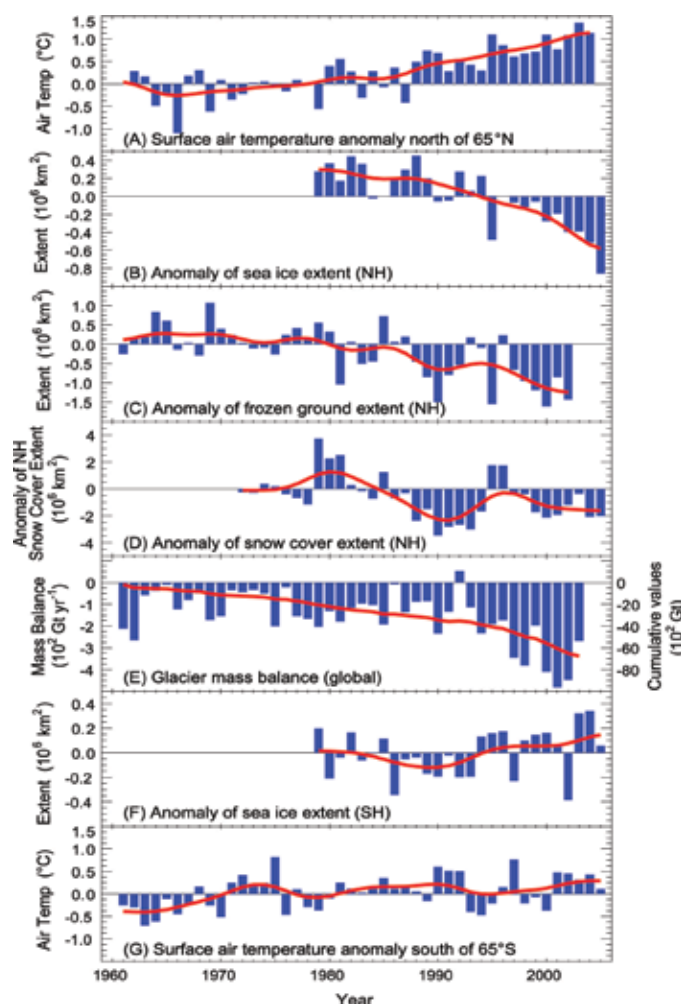 1.5
1.0
0.5
0.0
-0.5
-1.0
Air Temp (°C)
(A) Surface air temperature anomaly north of 65°N
0.4
0.2
0.0
-0.4
-0.6
-0.8
Extent (10⁶ km²)
(B) Anomaly of sea ice extent (NH)
1.0
0.5
0.0
-0.5
-1.0
-1.5
Extent (10⁶ km²)
(C) Anomaly of frozen ground extent (NH)
4
2
0
-2
-4
Anomaly of NH
Snow Cover Extent
(10⁶ km²)
(D) Anomaly of snow cover extent (NH)
0
-1
-2
-3
-4
-5
Mass Balance
(10² Gt yr⁻¹)
0
-20
-40
-60
-80
Cumulative values
(10² Gt)
(E) Glacier mass balance (global)
0.4
0.2
0.0
-0.2
-0.4
Extent (10⁶ km²)
(F) Anomaly of sea ice extent (SH)
1.5
1.0
0.5
0.0
-0.5
-1.0
Air Temp (°C)
(G) Surface air temperature anomaly south of 65°S
1960 1970 1980 1990 2000
Year